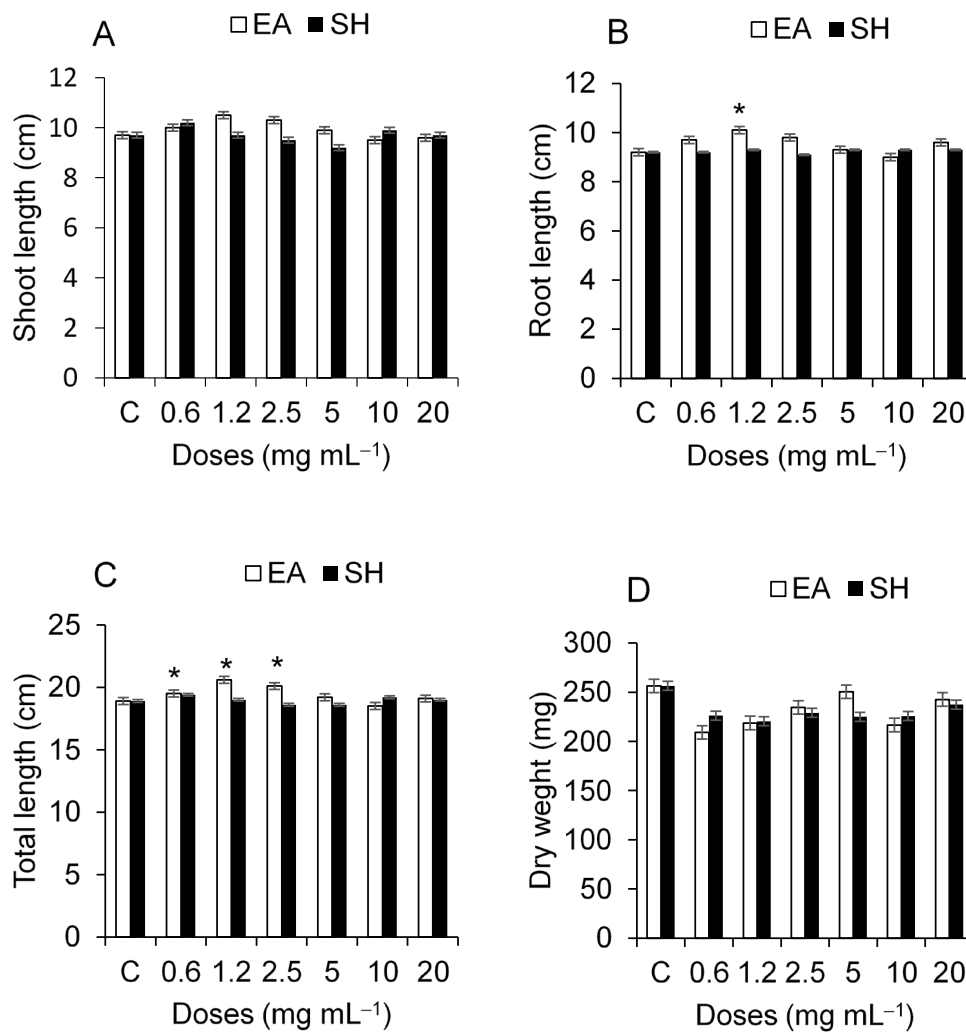 A
EA SH
Shoot length (cm)
12
10
8
6
4
2
0
C 0.6 1.2 2.5 5 10 20
Doses (mg mL⁻¹)
B
EA SH
Root length (cm)
12
10
8
6
4
2
0
*
C 0.6 1.2 2.5 5 10 20
Doses (mg mL⁻¹)
C
EA SH
Total length (cm)
25
20
15
10
5
0
* * *
C 0.6 1.2 2.5 5 10 20
Doses (mg mL⁻¹)
D
EA SH
Dry weght (mg)
300
250
200
150
100
50
0
C 0.6 1.2 2.5 5 10 20
Doses (mg mL⁻¹)